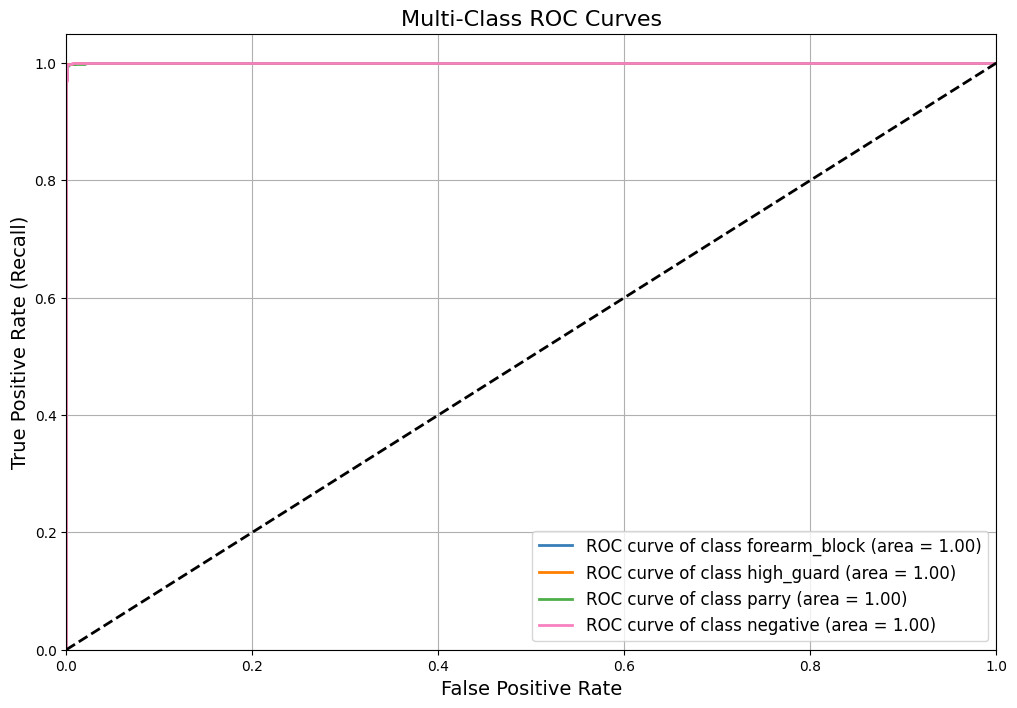 Multi-Class ROC Curves
True Positive Rate (Recall)
1.0
0.8
0.6
0.4
0.2
0.0
ROC curve of class forearm_block (area = 1.00)
ROC curve of class high_guard (area = 1.00)
ROC curve of class parry (area = 1.00)
ROC curve of class negative (area = 1.00)
0.0 0.2 0.4 0.6 0.8 1.0
False Positive Rate